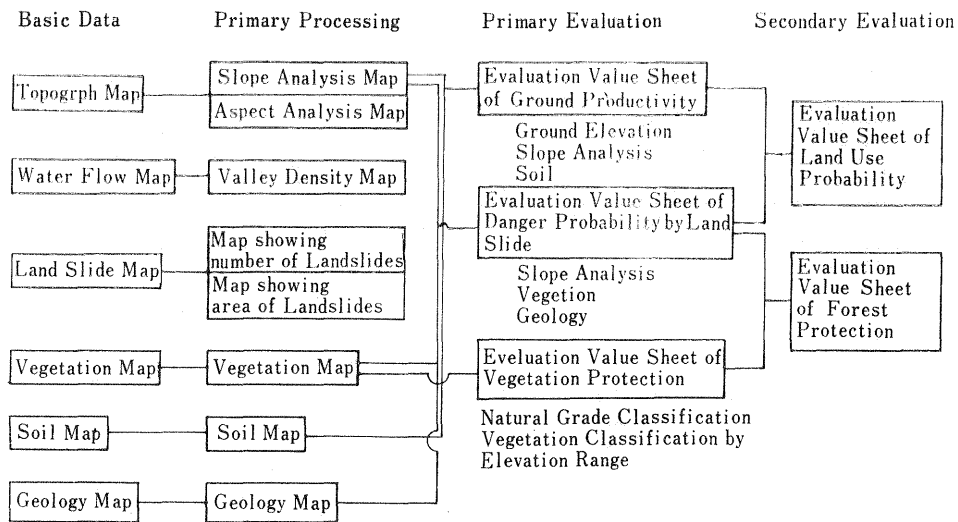 Basic Data
Primary Processing
Primary Evaluation
Secondary Evaluation
Topogrph Map
Slope Analysis Map
Aspect Analysis Map
Water Flow Map
Valley Density Map
Land Slide Map
Map showing
number of Landslides
Map showing
area of Landslides
Vegetation Map
Vegetation Map
Soil Map
Soil Map
Geology Map
Geology Map
Evaluation Value Sheet
of Ground Productivity
Ground Elevation
Slope Analysis
Soil
Evaluation Value Sheet of
Danger Probability by Land
Slide
Slope Analysis
Vegetion
Geology
Eveluation Value Sheet of
Vegetation Protection
Natural Grade Classification
Vegetation Classification by
Elevation Range
Evaluation
Value Sheet of
Land Use
Probability
Evaluation
Value Sheet
of Forest
Protection